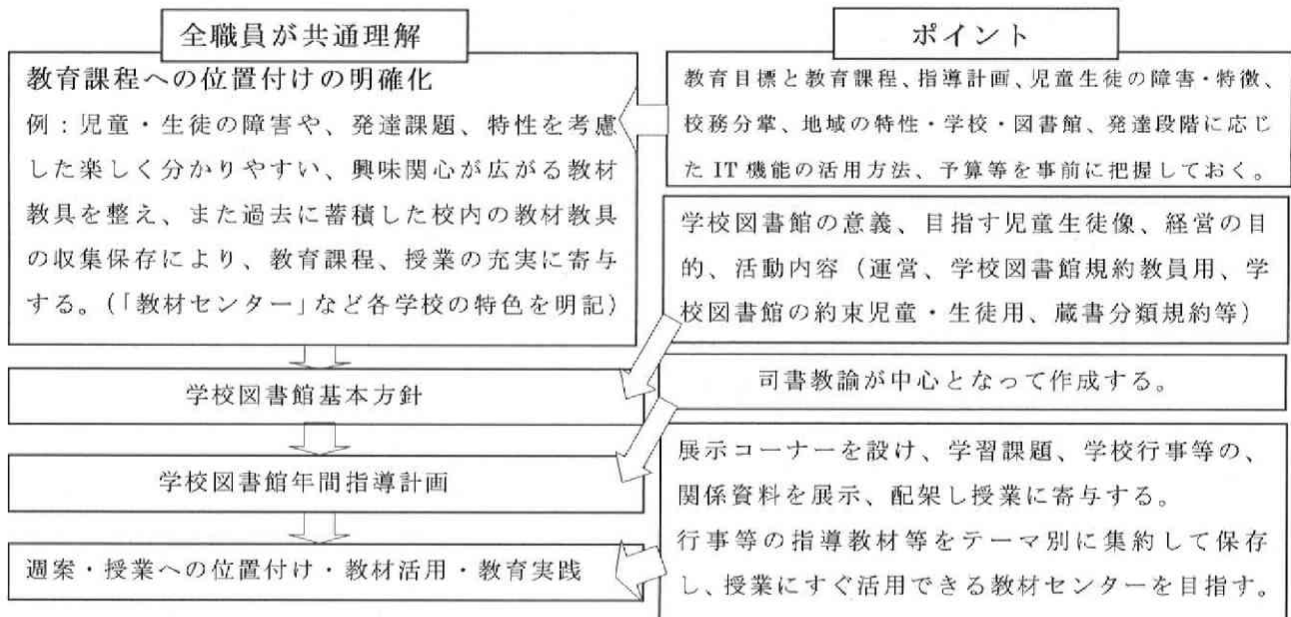 全職員が共通理解
教育課程への位置付けの明確化
例：児童・生徒の障害や、発達課題、特性を考慮
した楽しく分かりやすい、興味関心が広がる教材
教具を整え、また過去に蓄積した校内の教材教具
の収集保存により、教育課程、授業の充実に寄与
する。（「教材センター」など各学校の特色を明記）
学校図書館基本方針
学校図書館年間指導計画
週案・授業への位置付け・教材活用・教育実践
ポイント
教育目標と教育課程、指導計画、児童生徒の障害・特徴、
校務分掌、地域の特性・学校・図書館、発達段階に応じ
た IT 機能の活用方法、予算等を事前に把握しておく。
学校図書館の意義、目指す児童生徒像、経営の目
的、活動内容（運営、学校図書館規約教員用、学
校図書館の約束児童・生徒用、蔵書分類規約等）
司書教諭が中心となって作成する。
展示コーナーを設け、学習課題、学校行事等の、
関係資料を展示、配架し授業に寄与する。
行事等の指導教材等をテーマ別に集約して保存
し、授業にすぐ活用できる教材センターを目指す。